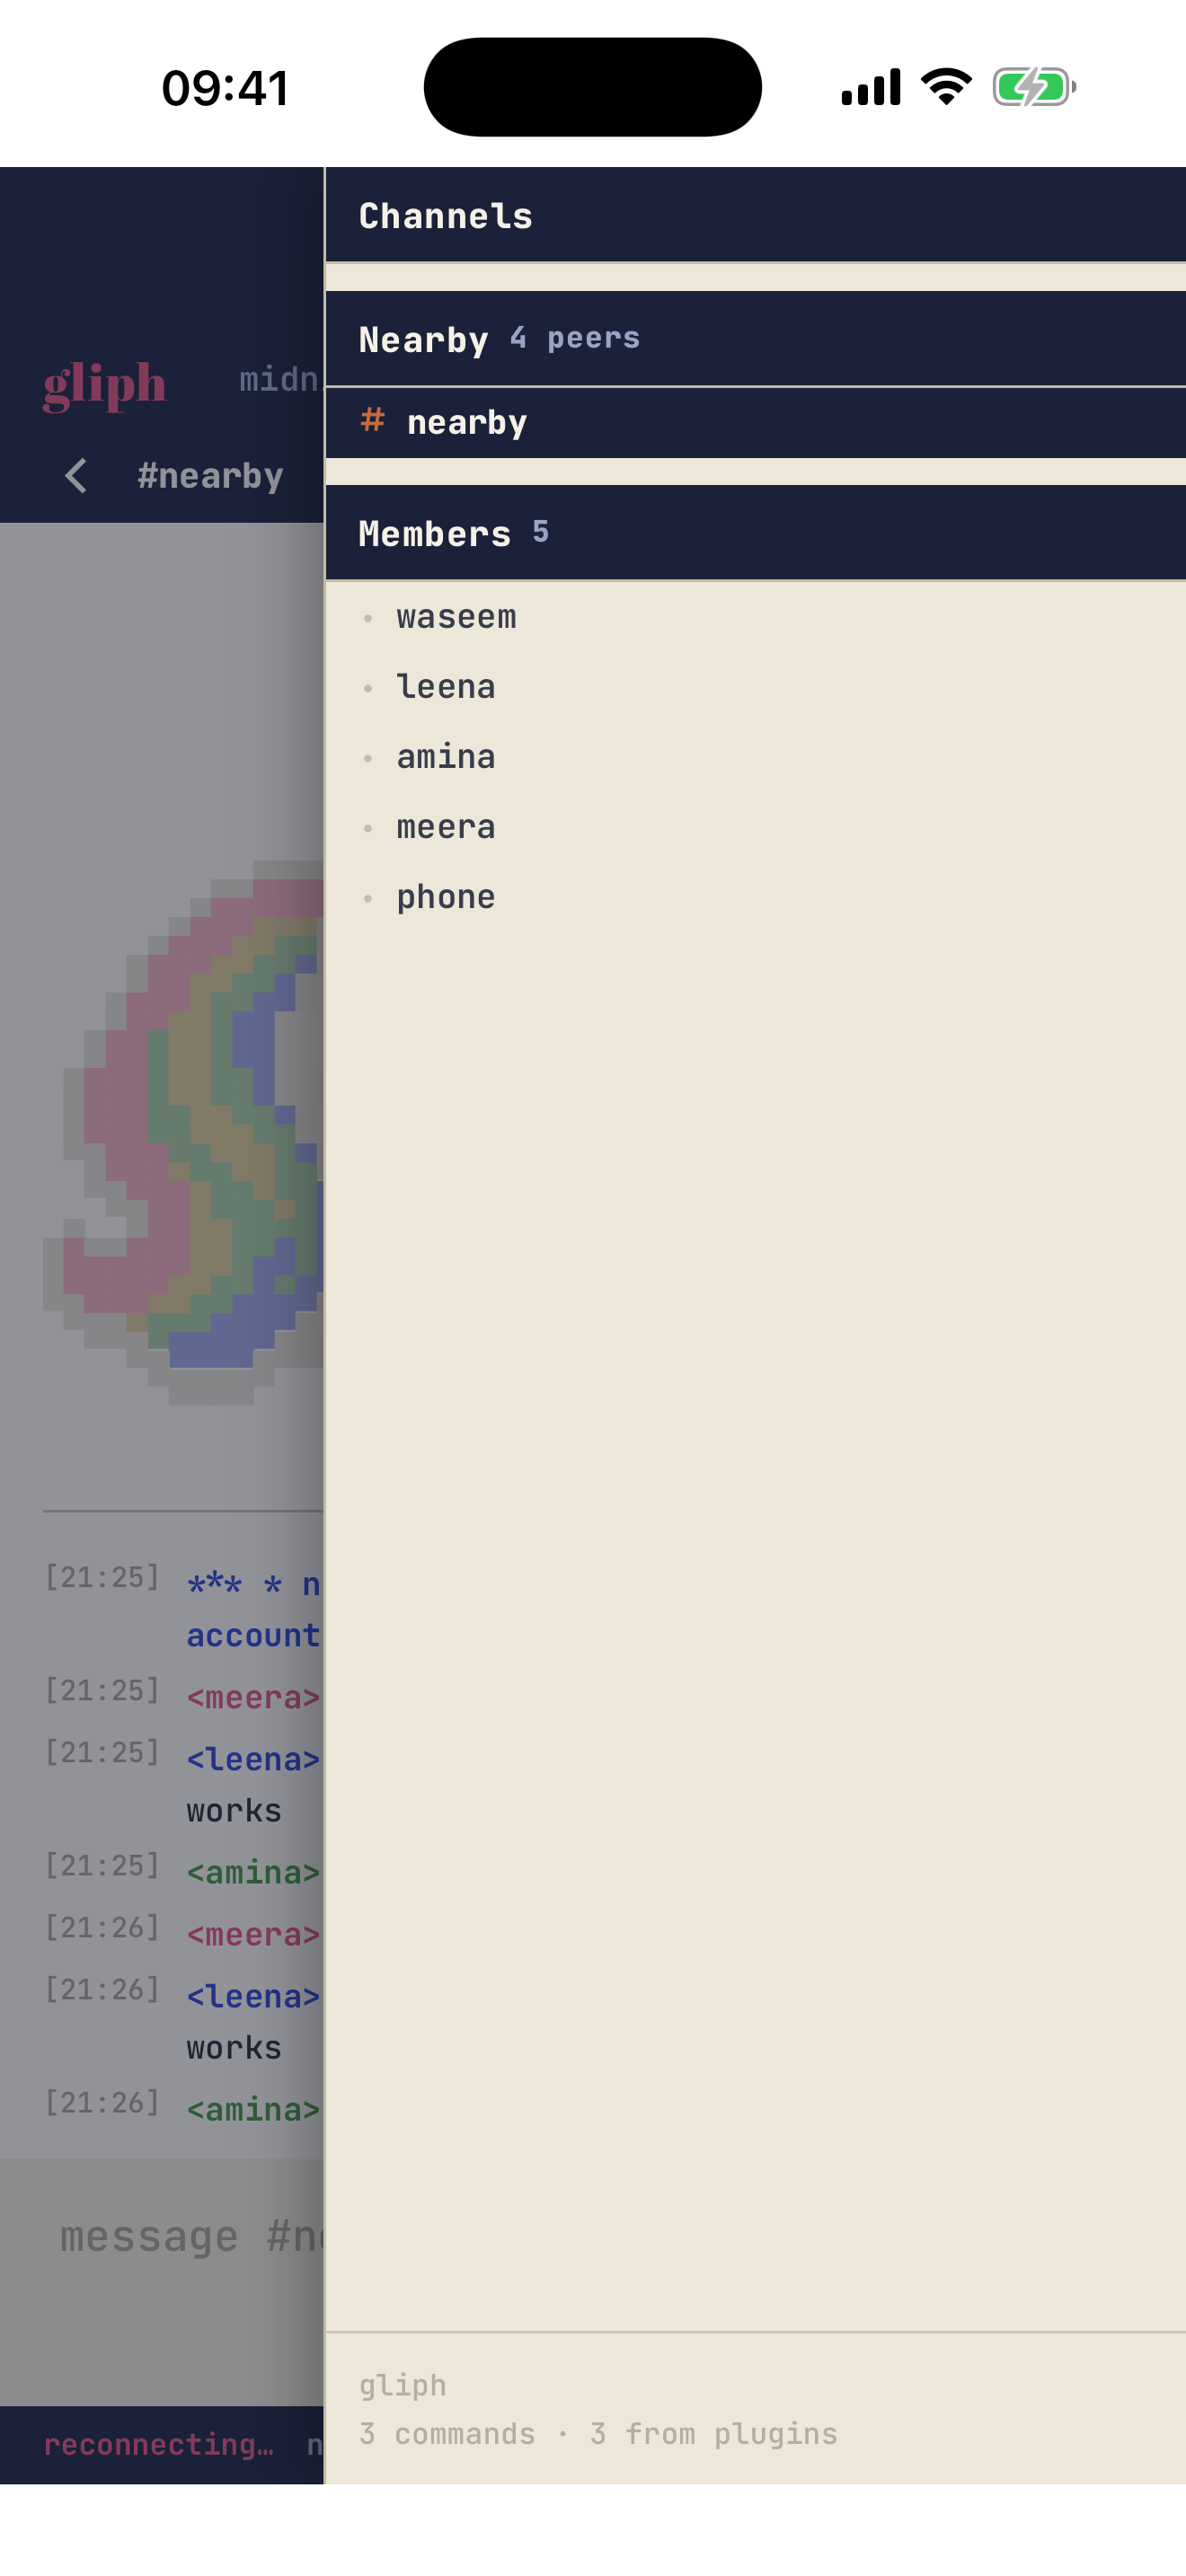 09:41
Channels
Nearby 4 peers
# nearby
Members 5
• waseem
• leena
• amina
• meera
• phone
gliph
3 commands · 3 from plugins
gliph
#nearby
[21:25] *** *
account
[21:25] <meera>
[21:25] <leena>
works
[21:25] <amina>
[21:26] <meera>
[21:26] <leena>
works
[21:26] <amina>
message
reconnecting…